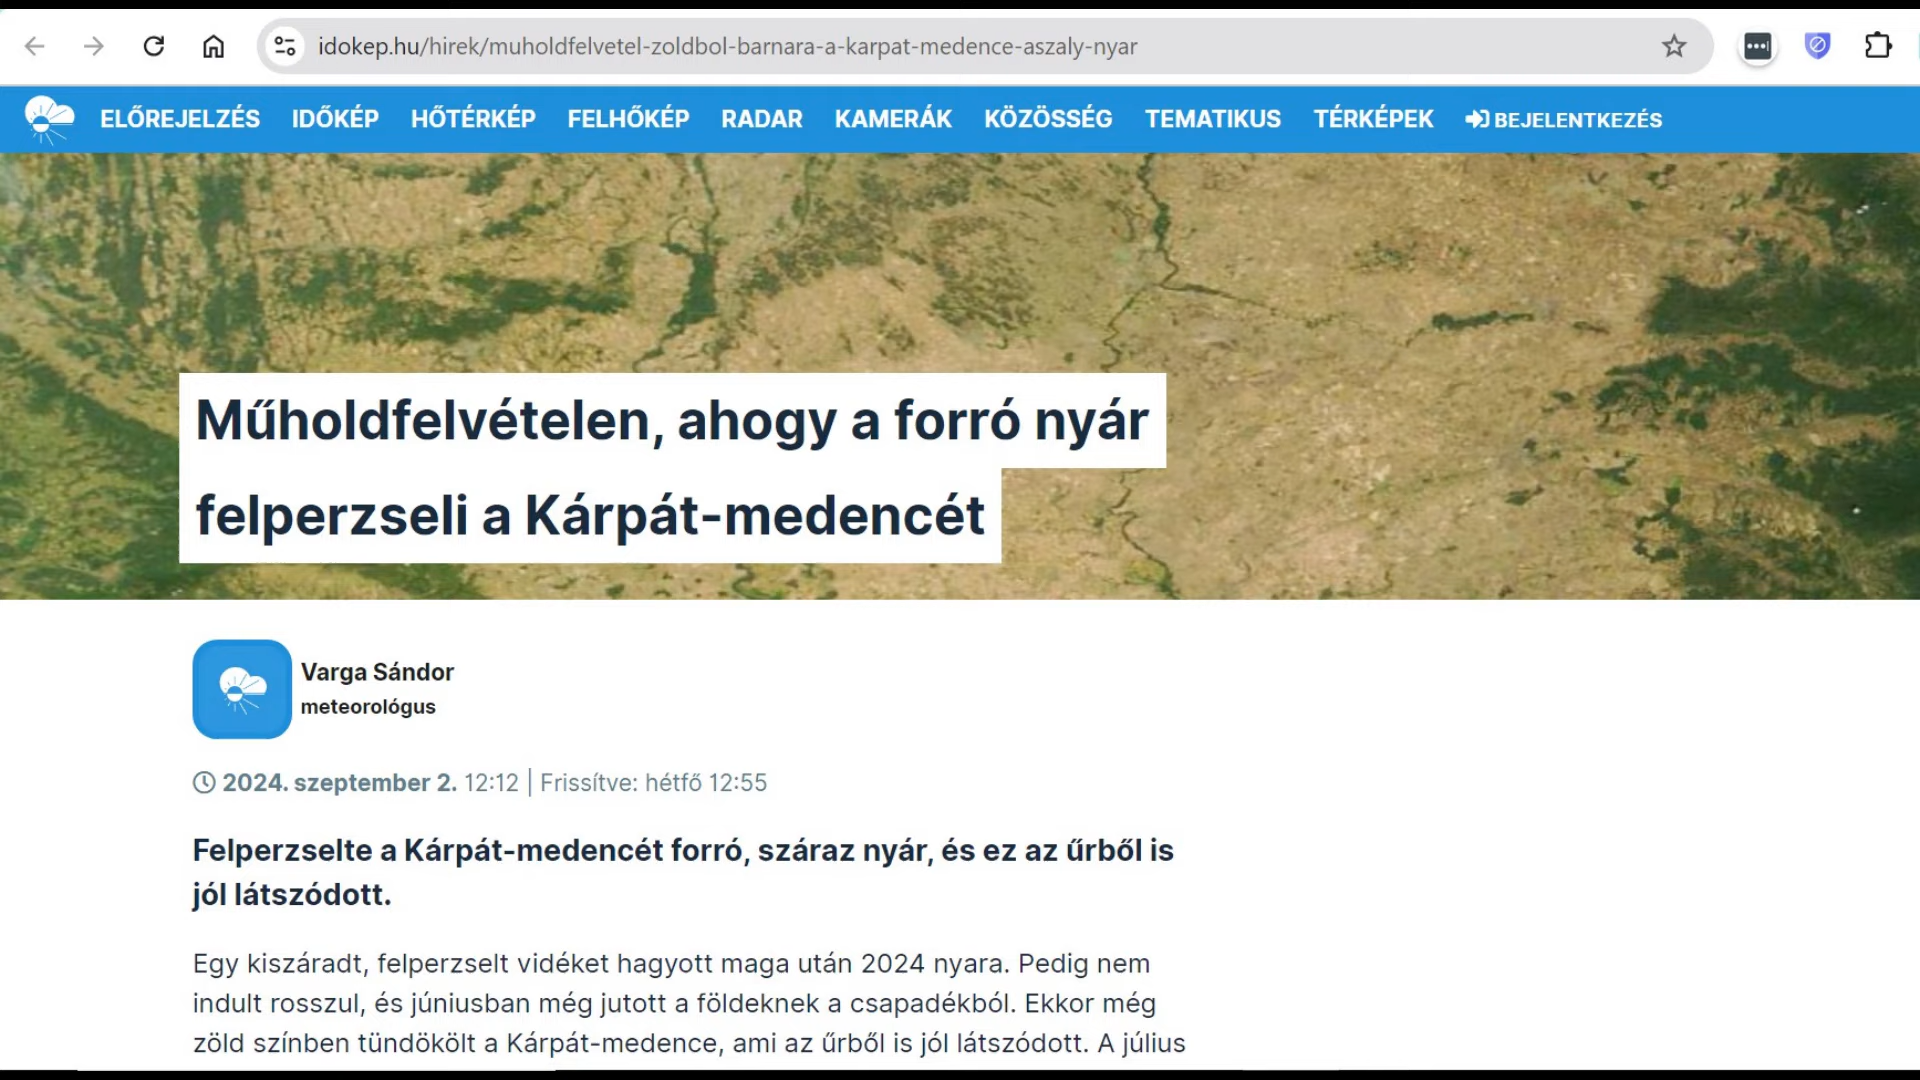 idokep.hu/hirek/muholdfelvetel-zoldbol-barnara-a-karpat-medence-aszaly-nyar
ELŐREJELZÉS IDŐKÉP HŐTÉRKÉP FELHŐKÉP RADAR KAMERÁK KÖZÖSSÉG TEMATIKUS TÉRKÉPEK BEJELENTKEZÉS
Műholdfelvételen, ahogy a forró nyár
felperzseli a Kárpát-medencét
Varga Sándor
meteorológus
2024. szeptember 2. 12:12 | Frissítve: hétfő 12:55
Felperzselte a Kárpát-medencét forró, száraz nyár, és ez az űrből is
jól látszódott.
Egy kiszáradt, felperzselt vidéket hagyott maga után 2024 nyara. Pedig nem
indult rosszul, és júniusban még jutott a földeknek a csapadékból. Ekkor még
zöld színben tündökölt a Kárpát-medence, ami az űrből is jól látszódott. A július